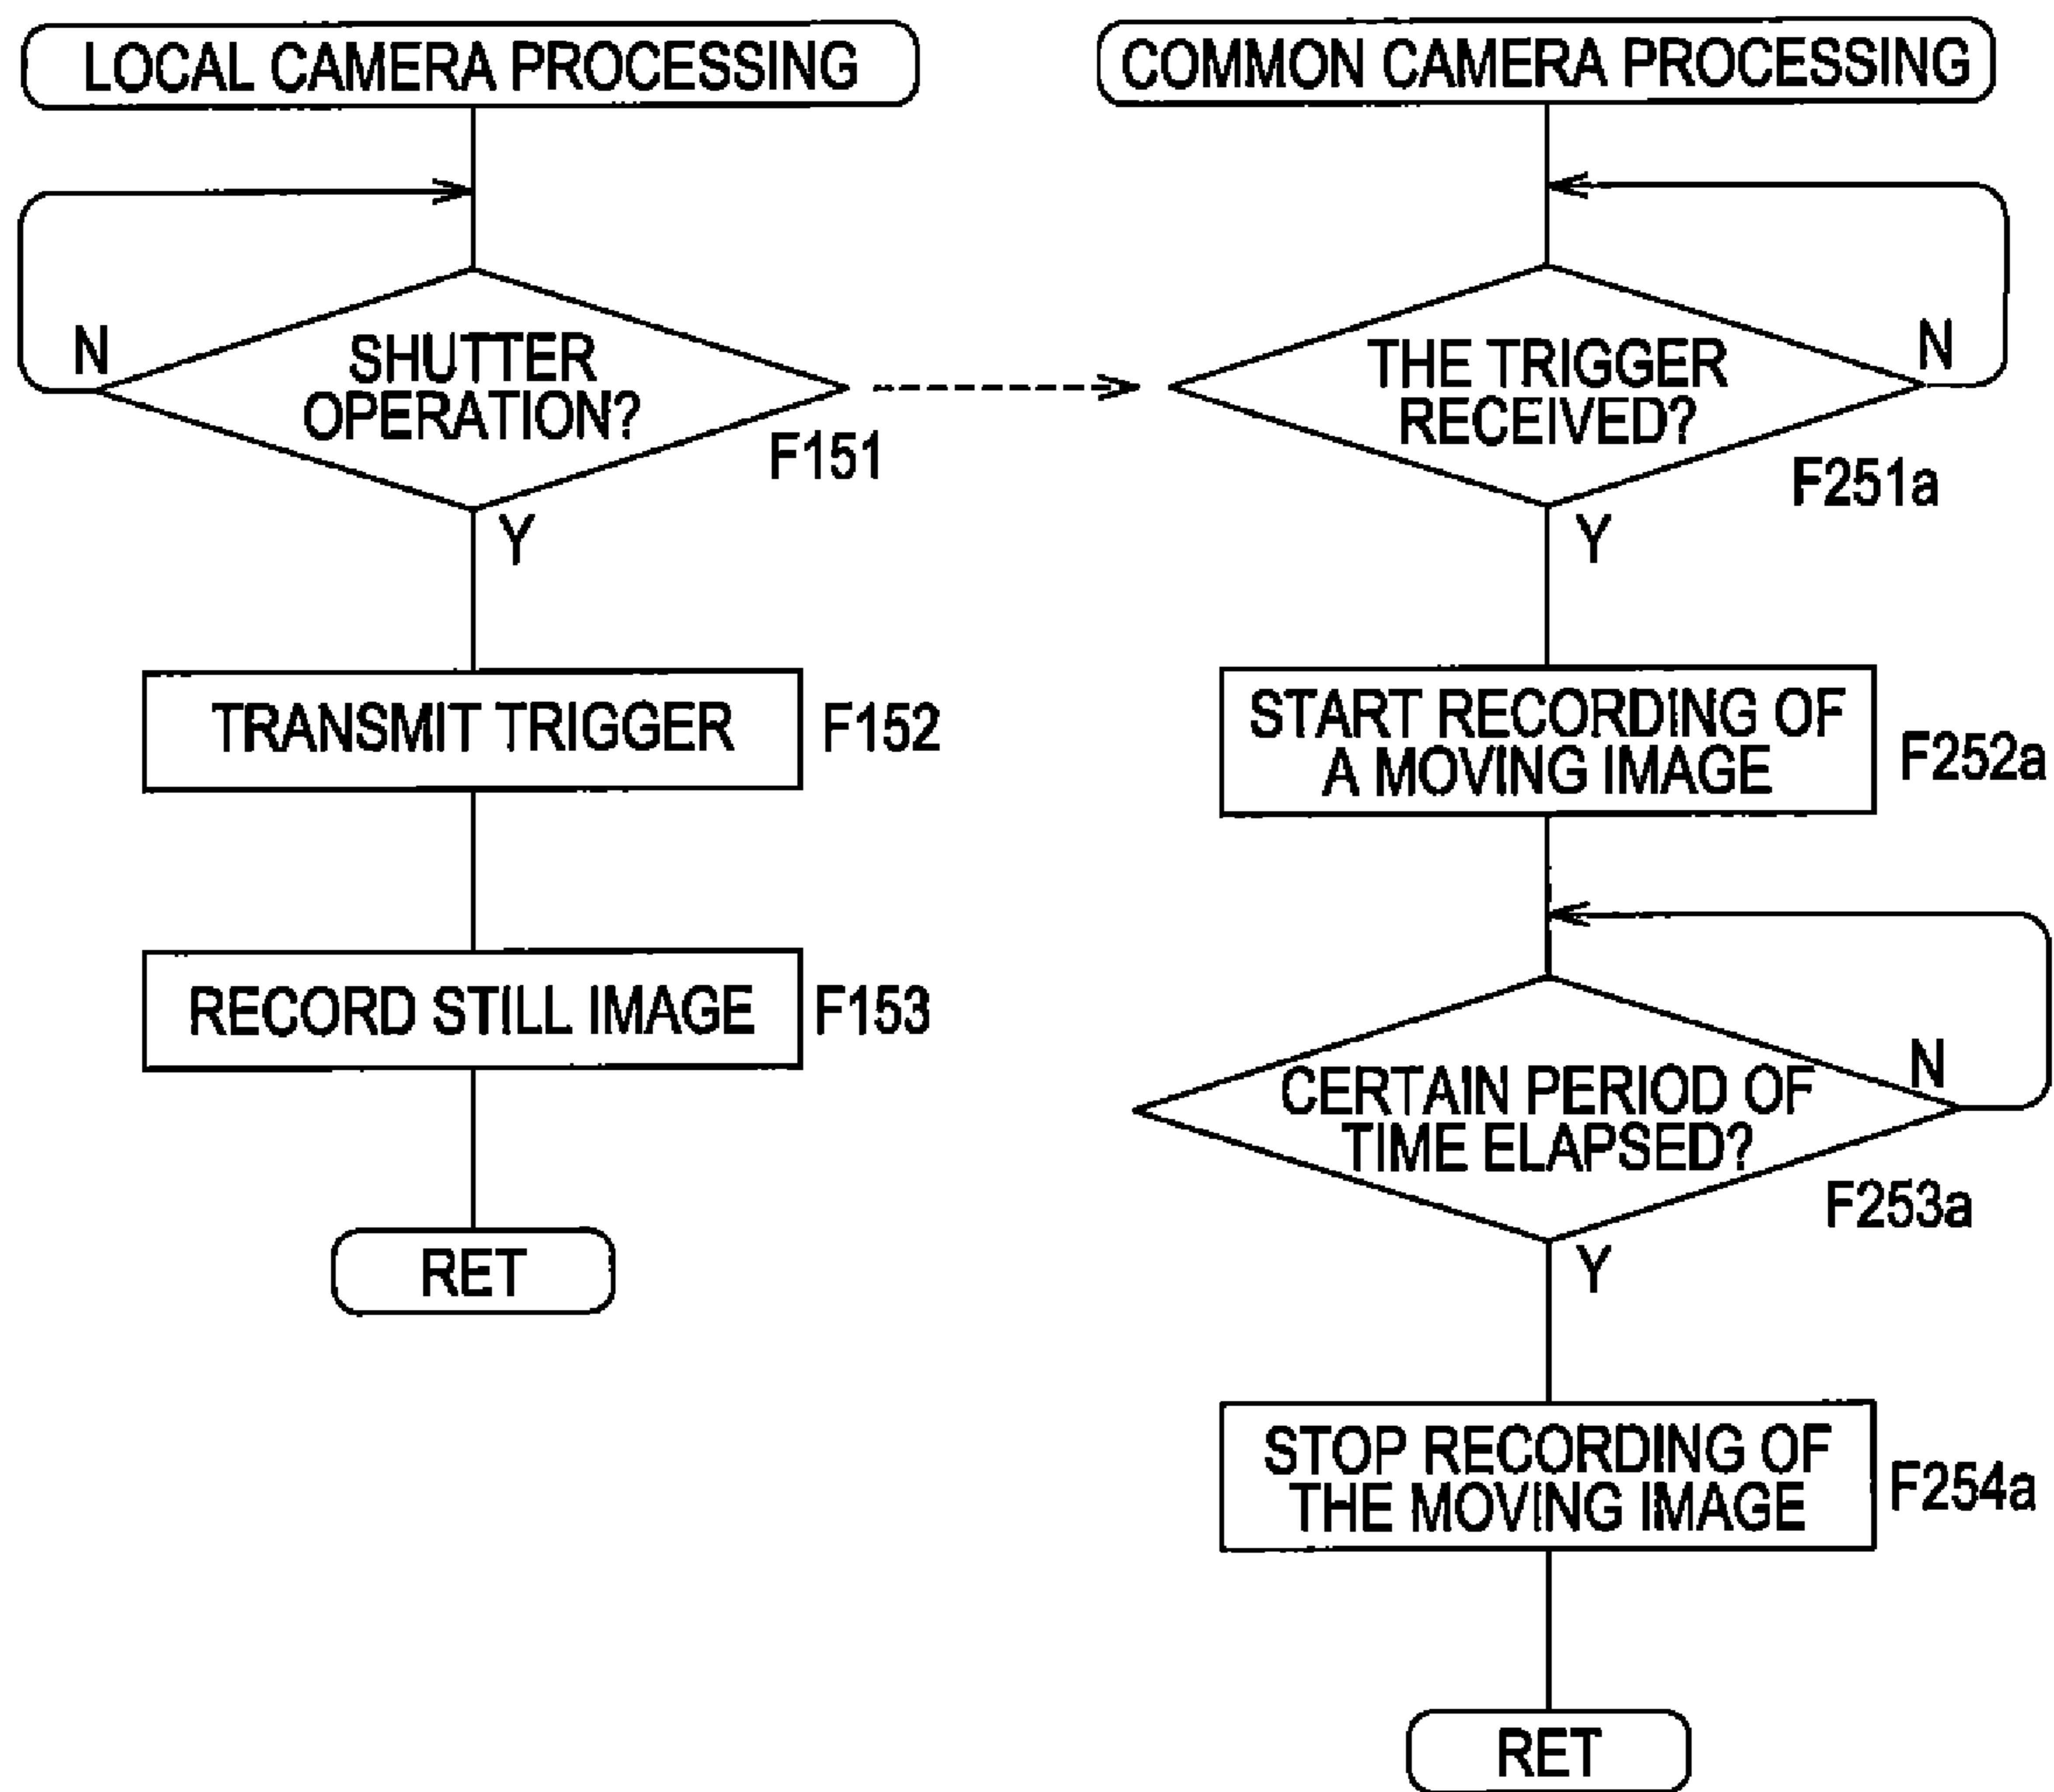 LOCAL CAMERA PROCESSING
N
SHUTTER
OPERATION?
F151
Y
TRANSMIT TRIGGER
F152
RECORD STILL IMAGE
F153
RET
COMMON CAMERA PROCESSING
THE TRIGGER
RECEIVED?
N
F251a
Y
START RECORDING OF
A MOVING IMAGE
F252a
CERTAIN PERIOD OF
TIME ELAPSED?
N
F253a
Y
STOP RECORDING OF
THE MOVING IMAGE
F254a
RET